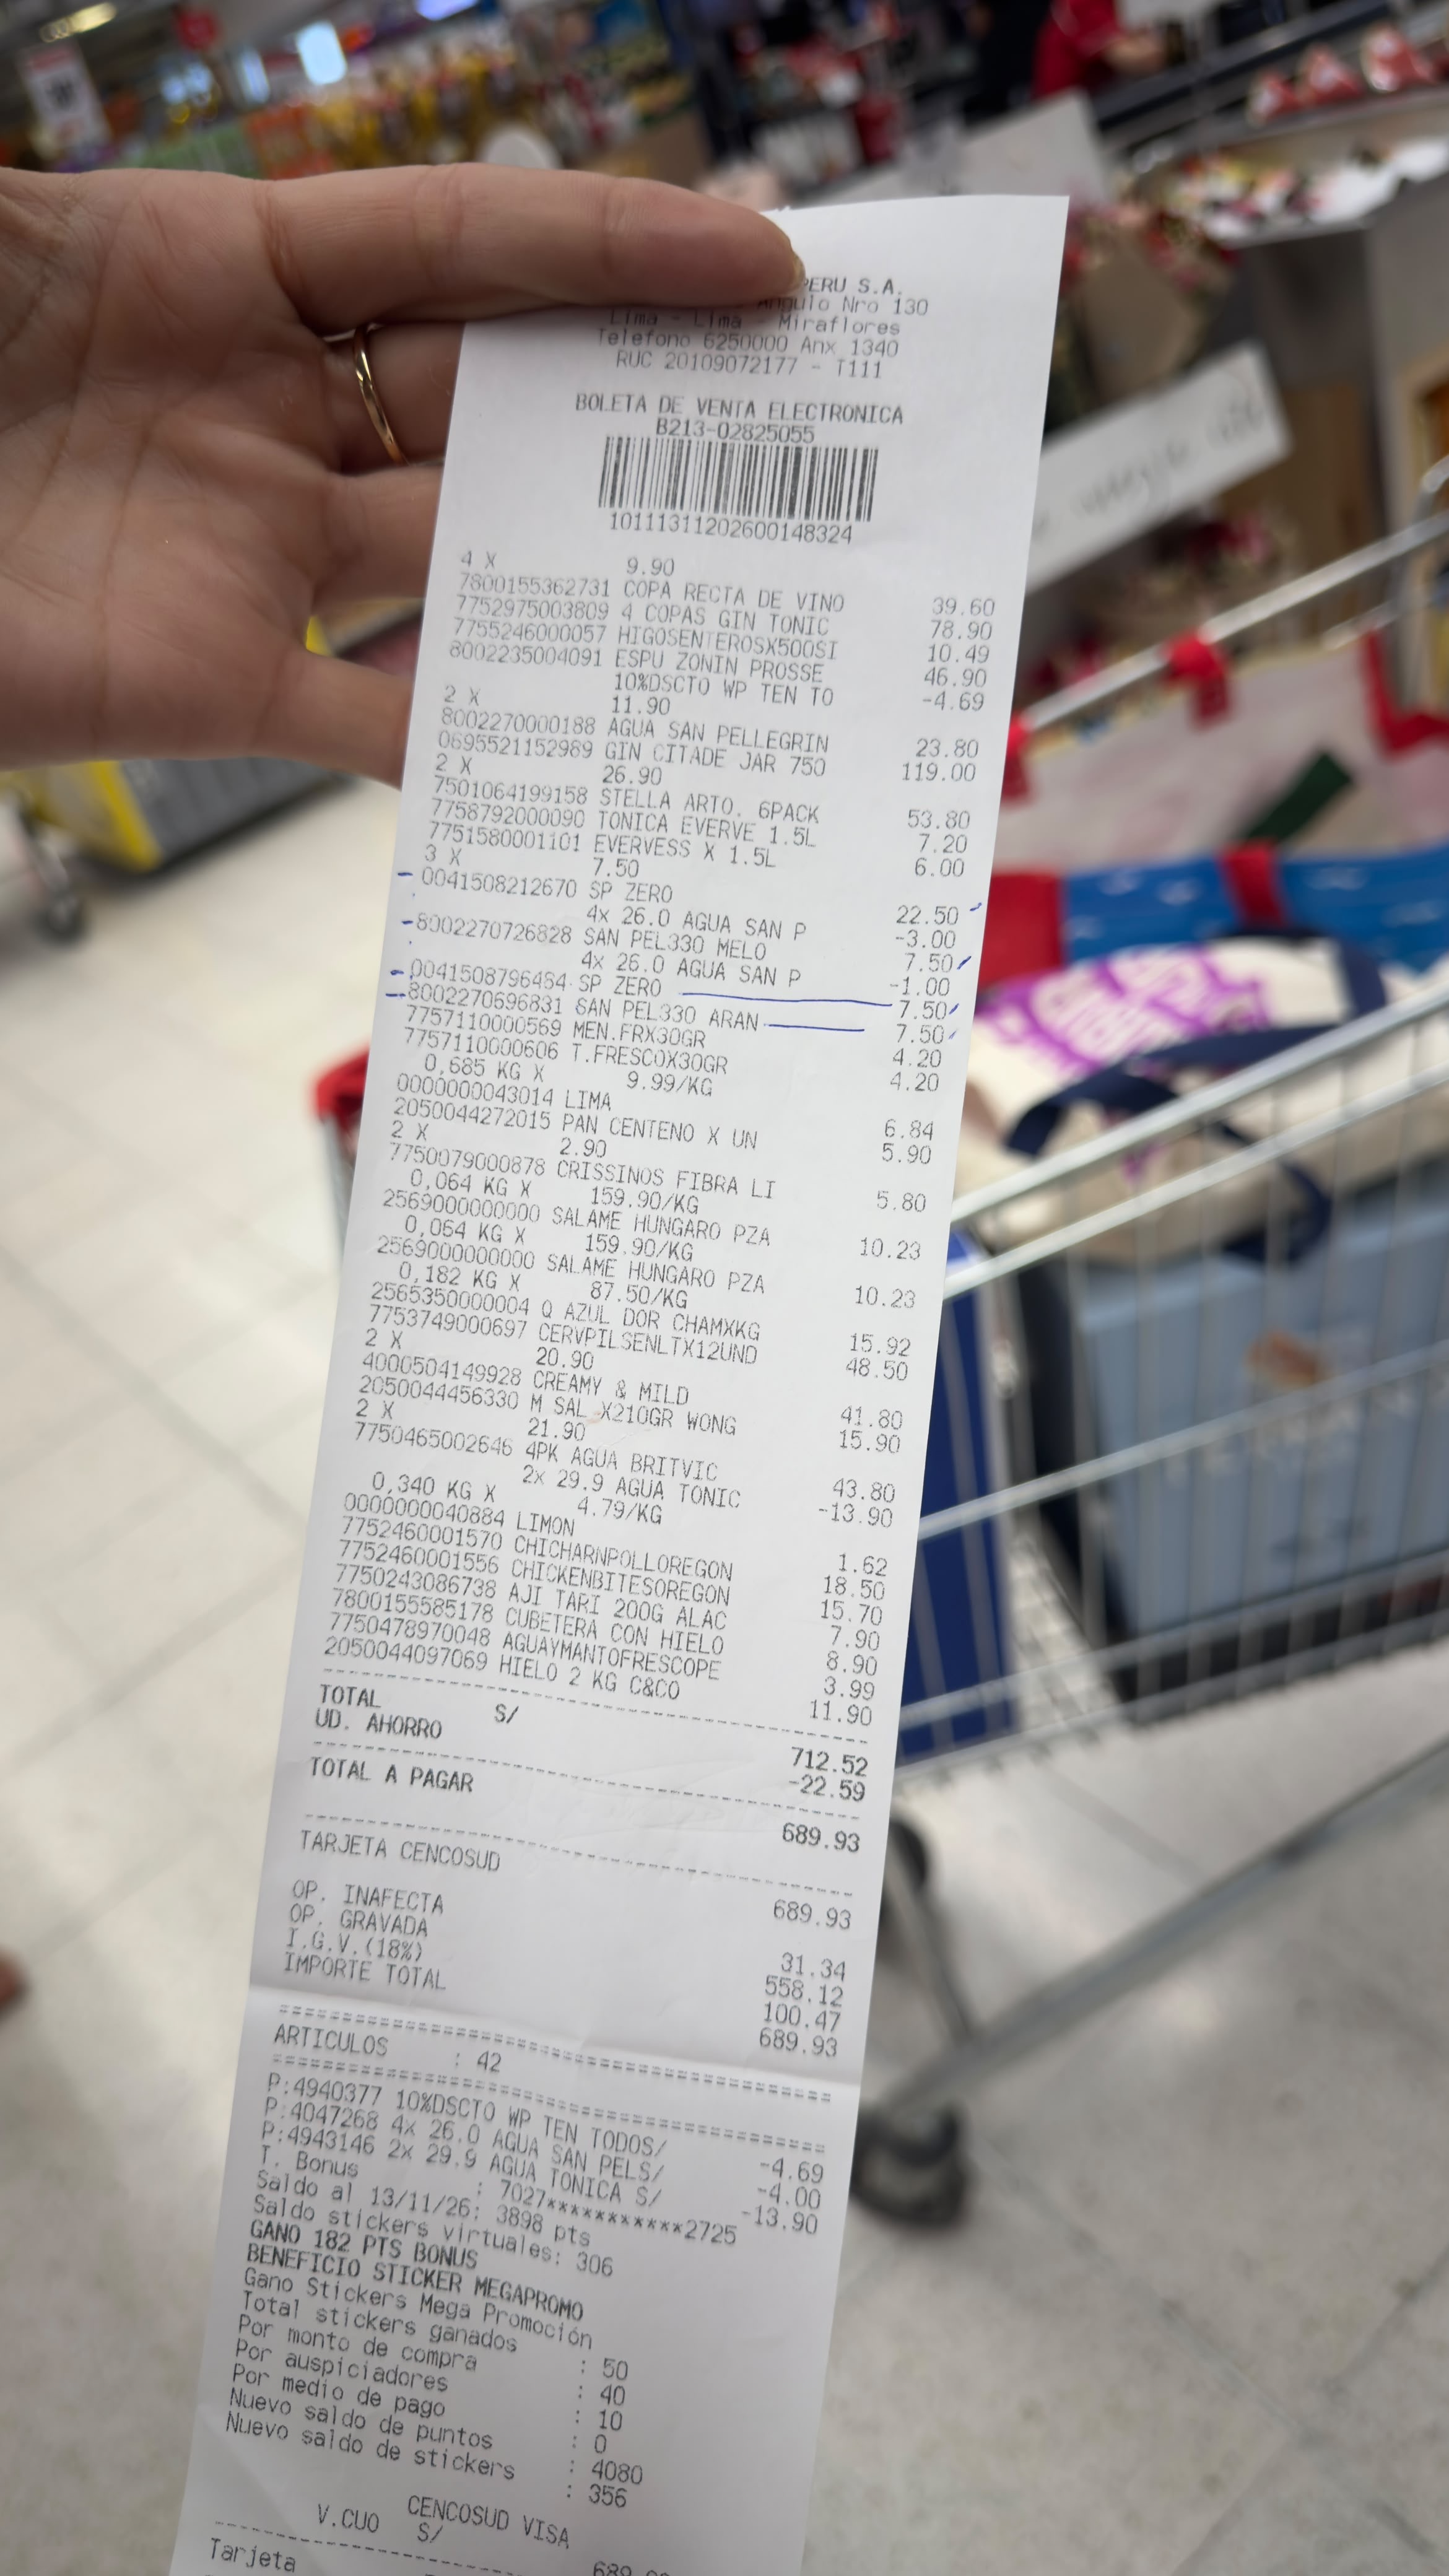 PERU S.A.
Angulo Nro 130
Lima - Lima - Miraflores
Telefono 6250000 Anx 1340
RUC 20109072177 - T111
BOLETA DE VENTA ELECTRONICA
B213-02825055
10111311202600148324
4 X 9.90
7800155362731 COPA RECTA DE VINO 39.60
7752975003809 4 COPAS GIN TONIC 78.90
7755246000057 HIGOSENTEROSX500SI 10.49
8002235004091 ESPU ZONIN PROSSE 46.90
10%DSCTO WP TEN TO -4.69
2 X 11.90
8002270000188 AGUA SAN PELLEGRIN 23.80
0695521152989 GIN CITADE JAR 750 119.00
2 X 26.90
7501064199158 STELLA ARTO. 6PACK 53.80
7758792000090 TONICA EVERVE 1.5L 7.20
7751580001101 EVERVESS X 1.5L 6.00
3 X 7.50
0041508212670 SP ZERO 22.50
4x 26.0 AGUA SAN P -3.00
8002270726828 SAN PEL330 MELO 7.50
4x 26.0 AGUA SAN P -1.00
0041508796484 SP ZERO 7.50
8002270696831 SAN PEL330 ARAN 7.50
7757110000569 MEN.FRX30GR 4.20
7757110000606 T.FRESCOX30GR 4.20
0,685 KG X 9.99/KG
0000000043014 LIMA 6.84
2050044272015 PAN CENTENO X UN 5.90
2 X 2.90
7750079000878 CRISSINOS FIBRA LI 5.80
0,064 KG X 159.90/KG
2569000000000 SALAME HUNGARO PZA 10.23
0,064 KG X 159.90/KG
2569000000000 SALAME HUNGARO PZA 10.23
0,182 KG X 87.50/KG
2565350000004 Q AZUL DOR CHAMXKG 15.92
7753749000697 CERVPILSENLTX12UND 48.50
2 X 20.90
4000504149928 CREAMY & MILD 41.80
2050044456330 M SAL X210GR WONG 15.90
2 X 21.90
7750465002646 4PK AGUA BRITVIC 43.80
2x 29.9 AGUA TONIC -13.90
0,340 KG X 4.79/KG
0000000040884 LIMON 1.62
7752460001570 CHICHARNPOLLOREGON 18.50
7752460001556 CHICKENBITESOREGON 15.70
7750243086738 AJI TARI 200G ALAC 7.90
7800155585178 CUBETERA CON HIELO 8.90
7750478970048 AGUAYMANTOFRESCOPE 3.99
2050044097069 HIELO 2 KG C&CO 11.90
TOTAL S/ 712.52
UD. AHORRO -22.59
TOTAL A PAGAR 689.93
TARJETA CENCOSUD 689.93
OP. INAFECTA 31.34
OP. GRAVADA 558.12
I.G.V.(18%) 100.47
IMPORTE TOTAL 689.93
ARTICULOS : 42
P:4940377 10%DSCTO WP TEN TODOS/ -4.69
P:4047268 4x 26.0 AGUA SAN PELS/ -4.00
P:4943146 2x 29.9 AGUA TONICA S/ -13.90
T. Bonus : 7027***********2725
Saldo al 13/11/26: 3898 pts
Saldo stickers virtuales: 306
GANO 182 PTS BONUS
BENEFICIO STICKER MEGAPROMO
Gano Stickers Mega Promoción
Total stickers ganados : 50
Por monto de compra : 40
Por auspiciadores : 10
Por medio de pago : 0
Nuevo saldo de puntos : 4080
Nuevo saldo de stickers : 356
CENCOSUD VISA
V.CUO S/
Tarjeta